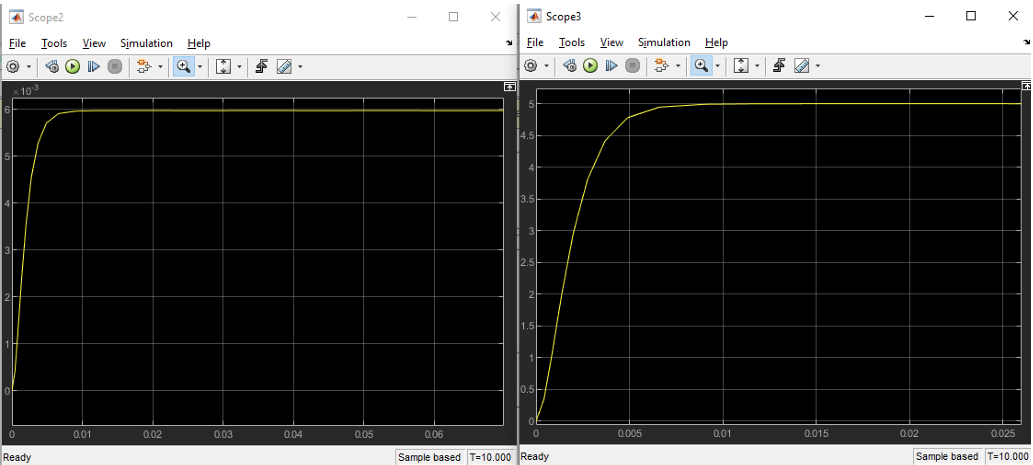 Scope2
File Tools View Simulation Help
×10⁻³
6
5
4
3
2
1
0
0 0.01 0.02 0.03 0.04 0.05 0.06
Ready Sample based T=10.000
Scope3
File Tools View Simulation Help
5
4.5
4
3.5
3
2.5
2
1.5
1
0.5
0
0 0.005 0.01 0.015 0.02 0.025
Ready Sample based T=10.000